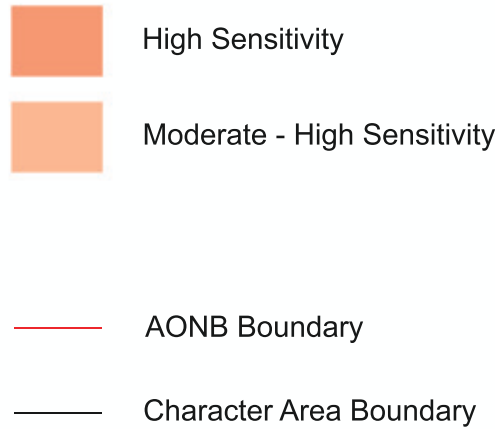 High Sensitivity
Moderate - High Sensitivity
AONB Boundary
Character Area Boundary